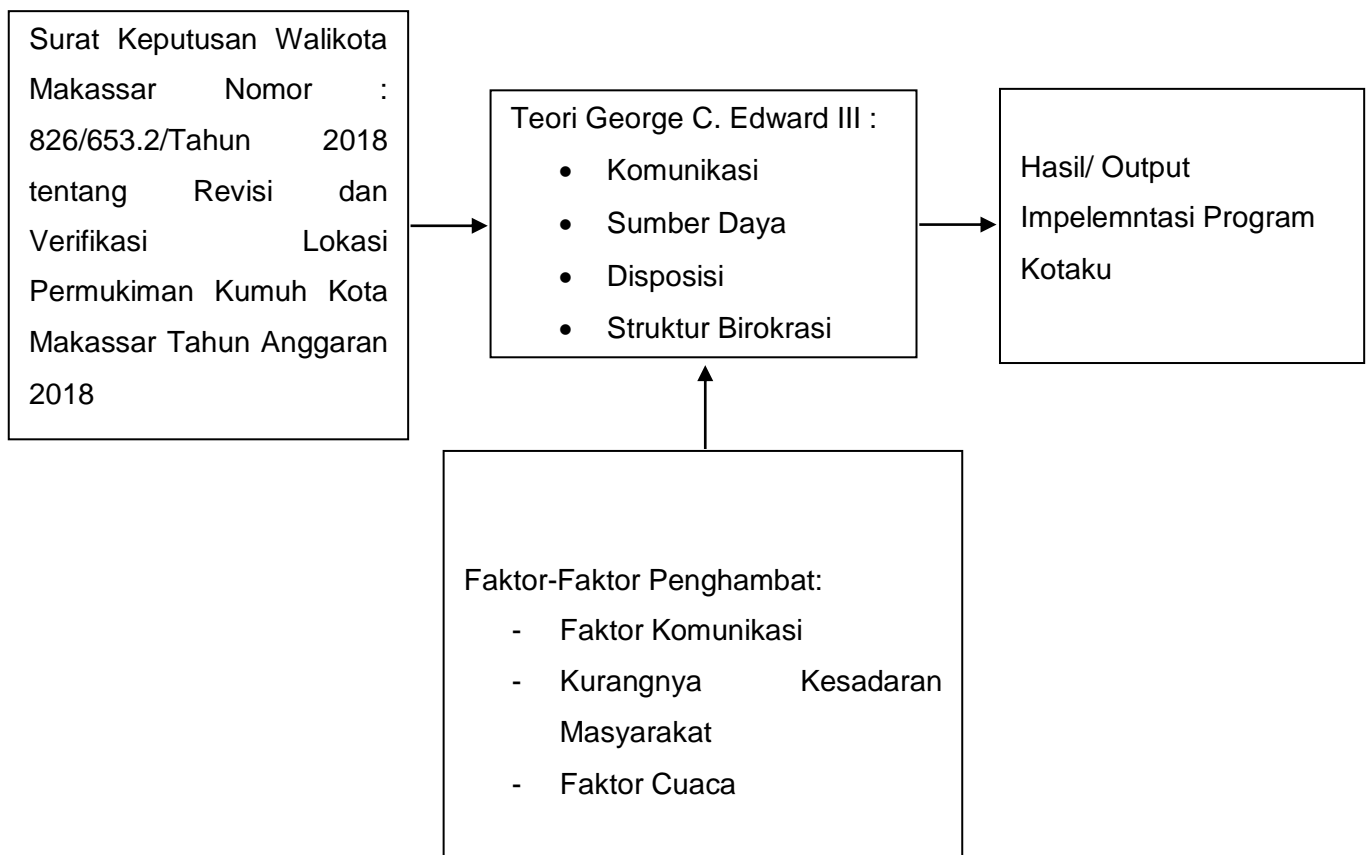 Surat Keputusan Walikota
Makassar Nomor :
826/653.2/Tahun 2018
tentang Revisi dan
Verifikasi Lokasi
Permukiman Kumuh Kota
Makassar Tahun Anggaran
2018
Teori George C. Edward III :
• Komunikasi
• Sumber Daya
• Disposisi
• Struktur Birokrasi
Hasil/ Output
Impelemntasi Program
Kotaku
Faktor-Faktor Penghambat:
- Faktor Komunikasi
- Kurangnya Kesadaran
Masyarakat
- Faktor Cuaca